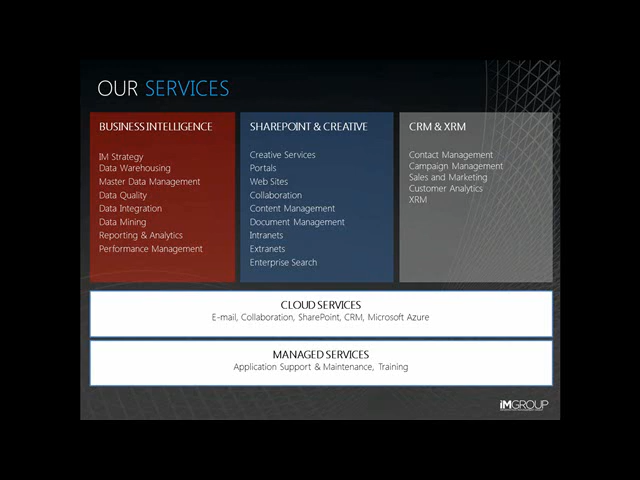 OUR SERVICES
BUSINESS INTELLIGENCE
IM Strategy
Data Warehousing
Master Data Management
Data Quality
Data Integration
Data Mining
Reporting & Analytics
Performance Management
SHAREPOINT & CREATIVE
Creative Services
Portals
Web Sites
Collaboration
Content Management
Document Management
Intranets
Extranets
Enterprise Search
CRM & XRM
Contact Management
Campaign Management
Sales and Marketing
Customer Analytics
XRM
CLOUD SERVICES
E-mail, Collaboration, SharePoint, CRM, Microsoft Azure
MANAGED SERVICES
Application Support & Maintenance, Training
iMGROUP